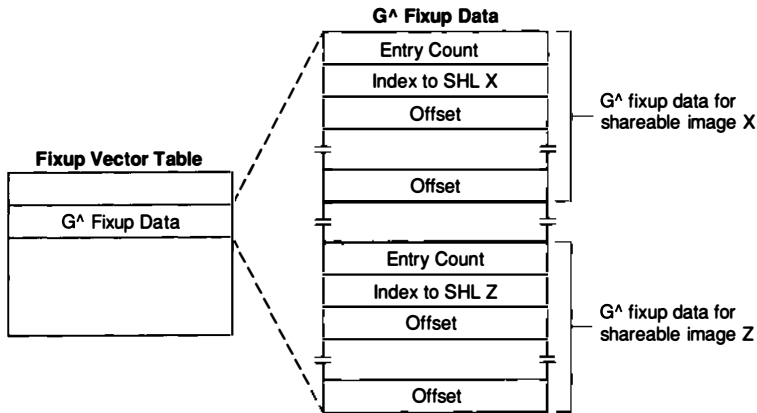 G^ Fixup Data
Entry Count
Index to SHL X
Offset
G^ fixup data for
shareable image X
Offset
Fixup Vector Table
G^ Fixup Data
Entry Count
Index to SHL Z
Offset
G^ fixup data for
shareable image Z
Offset